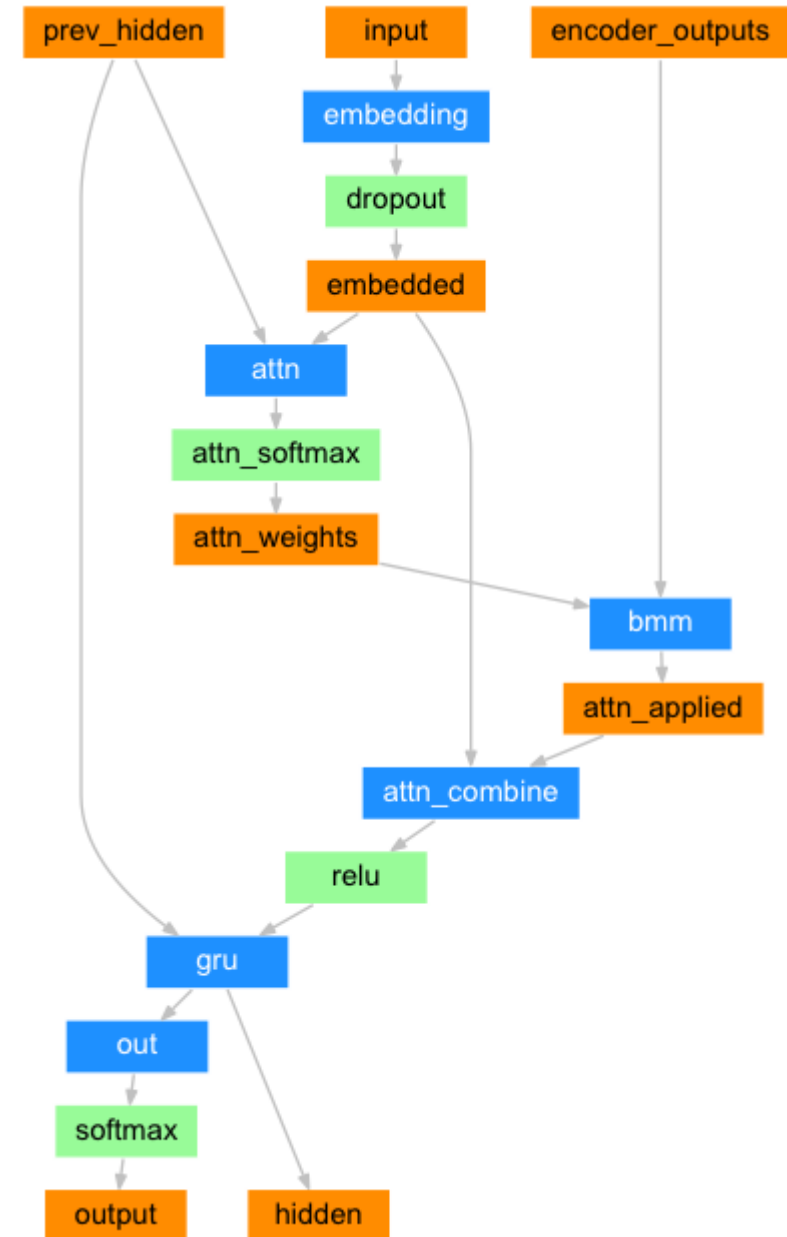 prev_hidden
input
encoder_outputs
embedding
dropout
embedded
attn
attn_softmax
attn_weights
bmm
attn_applied
attn_combine
relu
gru
out
softmax
output
hidden